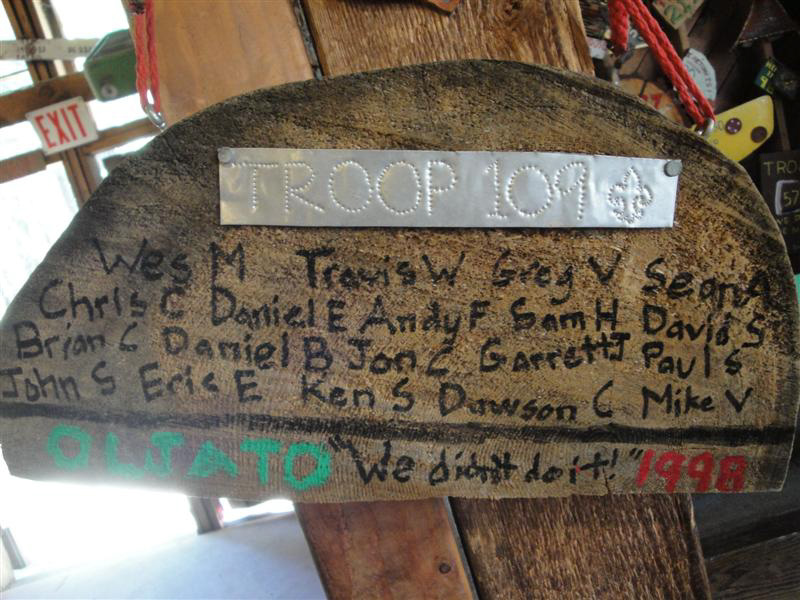 EXIT
TROOP 109
Wes M Travis W Greg V Sean A
Chris C Daniel E Andy F Sam H David S
Brian C Daniel B Jon C Garrett J Paul S
John S Eric E Ken S Dawson C Mike V
OLJATO "We didn't do it!" 1998
TRO
57